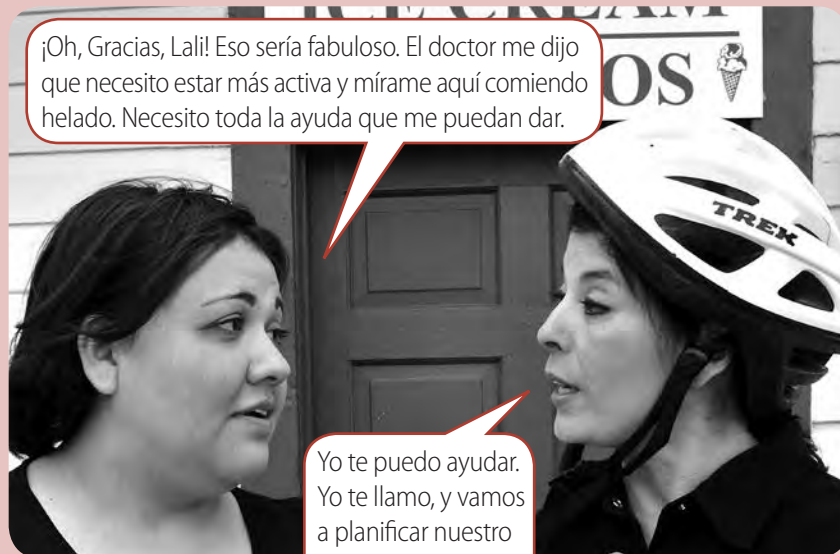 ICE CREAM
OS
¡Oh, Gracias, Lali! Eso sería fabuloso. El doctor me dijo
que necesito estar más activa y mírame aquí comiendo
helado. Necesito toda la ayuda que me puedan dar.
TREK
Yo te puedo ayudar.
Yo te llamo, y vamos
a planificar nuestro